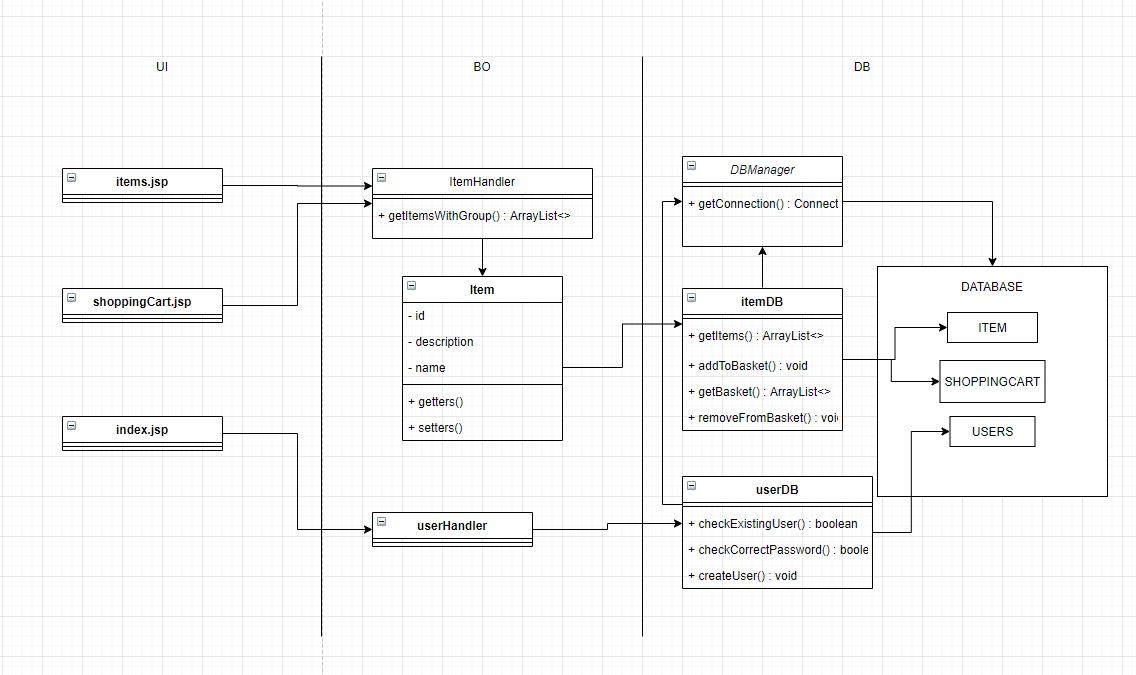 UI
BO
DB
items.jsp
shoppingCart.jsp
index.jsp
ItemHandler
+ getItemsWithGroup() : ArrayList<>
Item
- id
- description
- name
+ getters()
+ setters()
userHandler
DBManager
+ getConnection() : Connect
itemDB
+ getItems() : ArrayList<>
+ addToBasket() : void
+ getBasket() : ArrayList<>
+ removeFromBasket() : voi
userDB
+ checkExistingUser() : boolean
+ checkCorrectPassword() : boole
+ createUser() : void
DATABASE
ITEM
SHOPPINGCART
USERS